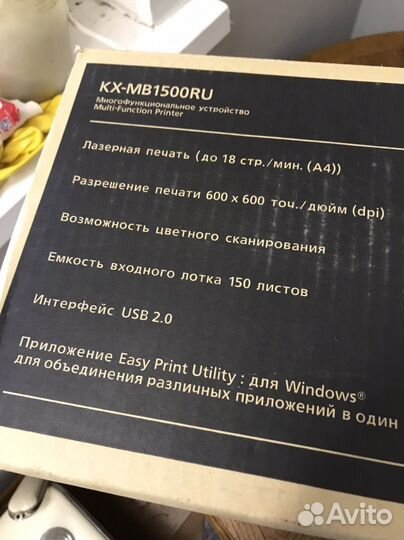 KX-MB1500RU
Многофункциональное устройство
Multi-Function Printer
Лазерная печать (до 18 стр./мин. (А4))
Разрешение печати 600 x 600 точ./дюйм (dpi)
Возможность цветного сканирования
Емкость входного лотка 150 листов
Интерфейс USB 2.0
Приложение Easy Print Utility : для Windows®
для объединения различных приложений в один
Avito